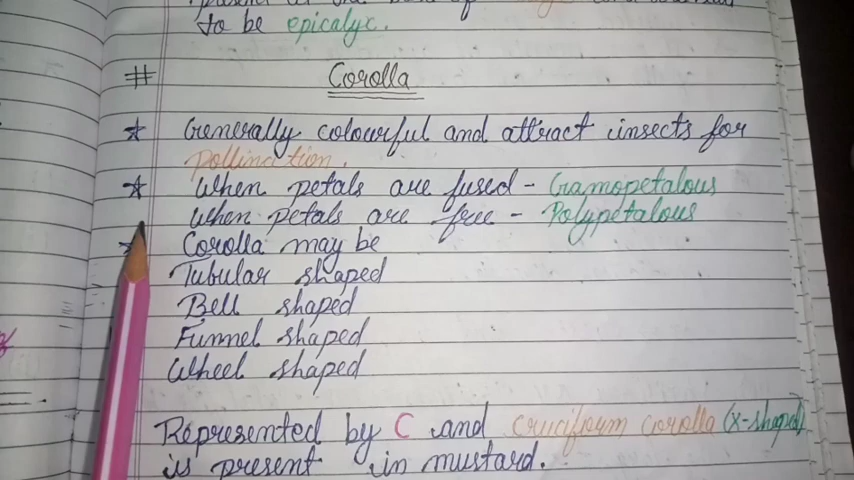 to be epicalyc.
# Corolla
☆ Generally colourful and attract insects for
Pollination.
☆ When petals are fused - Gamopetalous
When petals are free - Polypetalous
Corolla may be
Tubular shaped
Bell shaped
Funnel shaped
Wheel shaped
Represented by C and Cruciform Corolla (x-shaped)
is present in mustard.